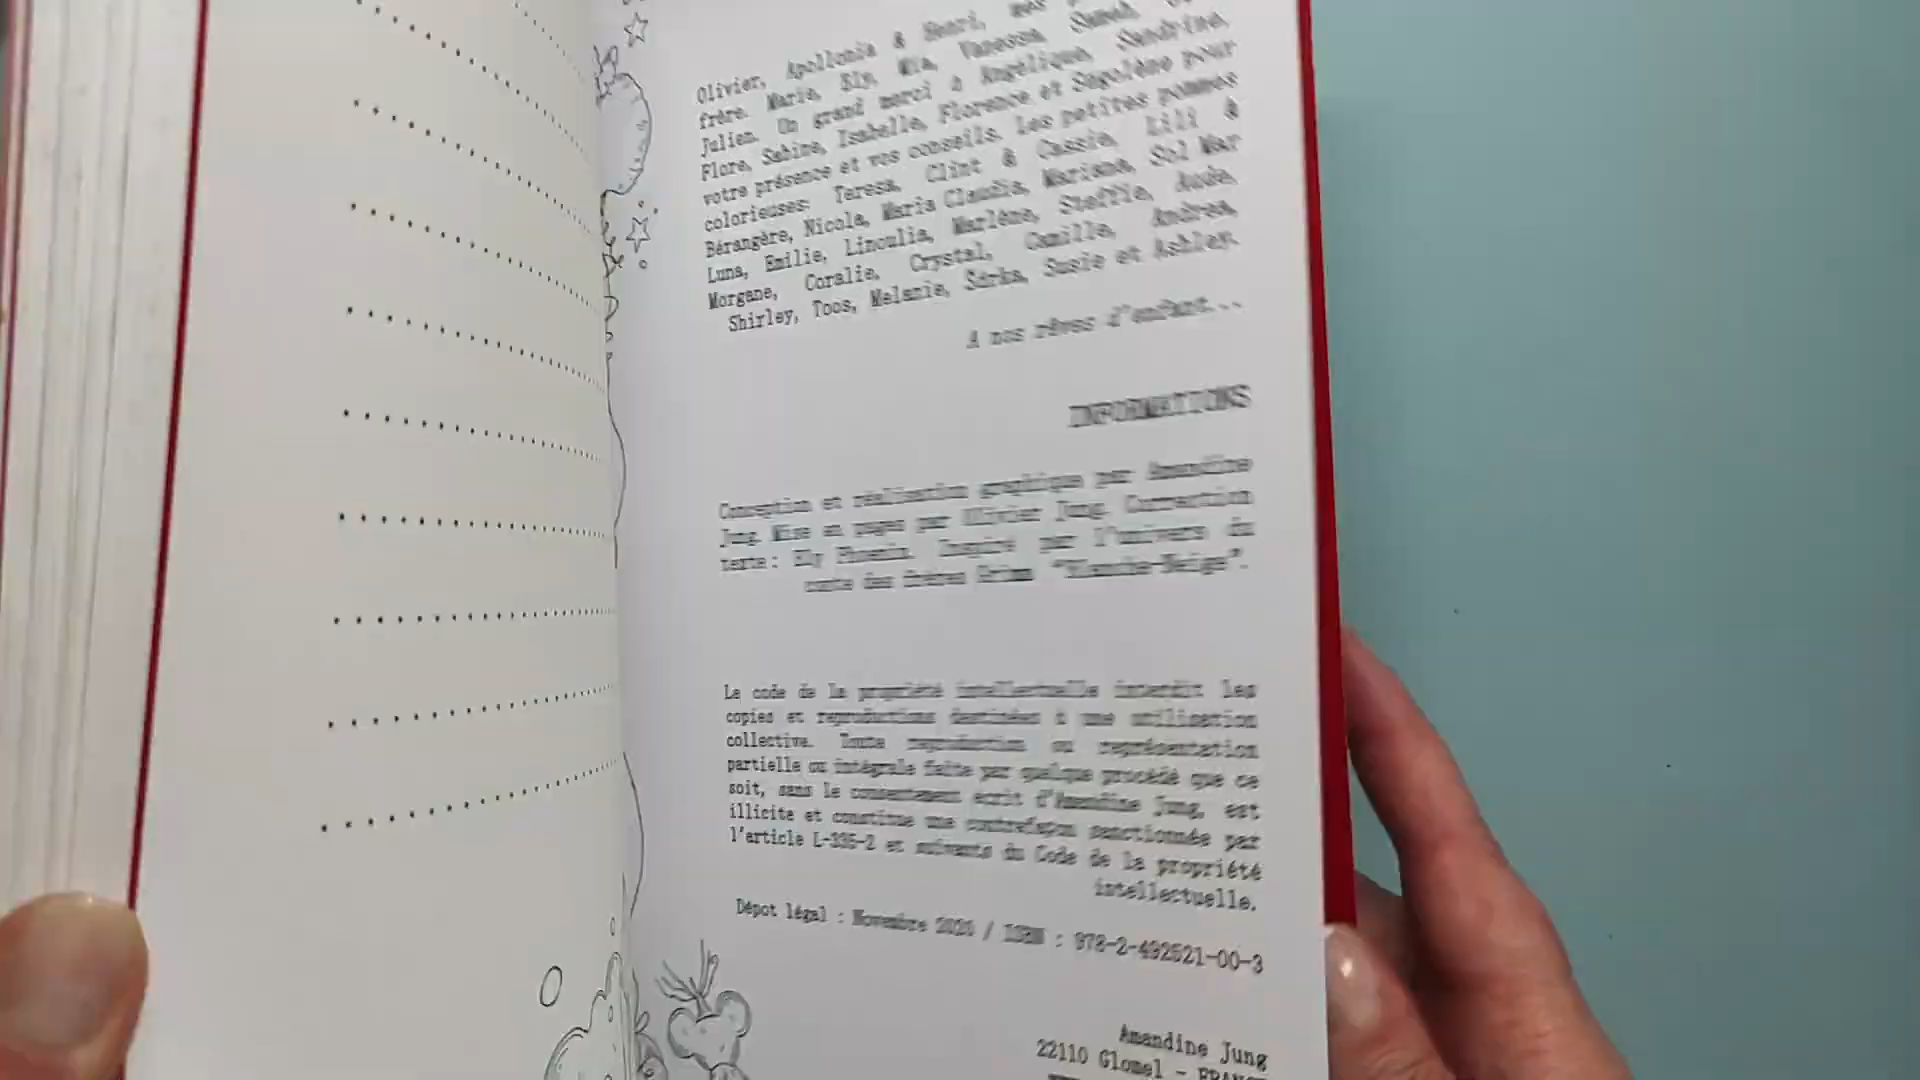 Olivier, Apollonia & Henri, mes
frère. Marie, Ely, Mia, Vanessa, Sumeh,
Julien. Un grand merci à Angélique, Sandrine,
Flore, Sabine, Isabelle, Florence et Ségolène pour
votre présence et vos conseils. Les petites pommes
colorieuses: Teresa, Clint & Cassie, Lili &
Bérangère, Nicola, Maria Claudia, Mariana, Sol Mar
Luna, Emilie, Linoulia, Marlène, Steffie, Aude,
Morgane, Coralie, Crystal, Camille, Andrea,
Shirley, Toos, Melanie, Sárka, Susie et Ashley.
A nos rêves d'enfant...
INFORMATIONS
Conception et réalisation graphique par Amandine
Jung. Mise en pages par Olivier Jung. Correction
texte: Ely Phoenix. Inspiré par l'univers du
conte des frères Grimm "Blanche-Neige".
Le code de la propriété intellectuelle interdit les
copies et reproductions destinées à une utilisation
collective. Toute reproduction ou représentation
partielle ou intégrale faite par quelque procédé que ce
soit, sans le consentement écrit d'Amandine Jung, est
illicite et constitue une contrefaçon sanctionnée par
l'article L-335-2 et suivants du Code de la propriété
intellectuelle.
Dépot légal : Novembre 2020 / ISBN : 978-2-492521-00-3
Amandine Jung
22110 Glomel - FRANCE